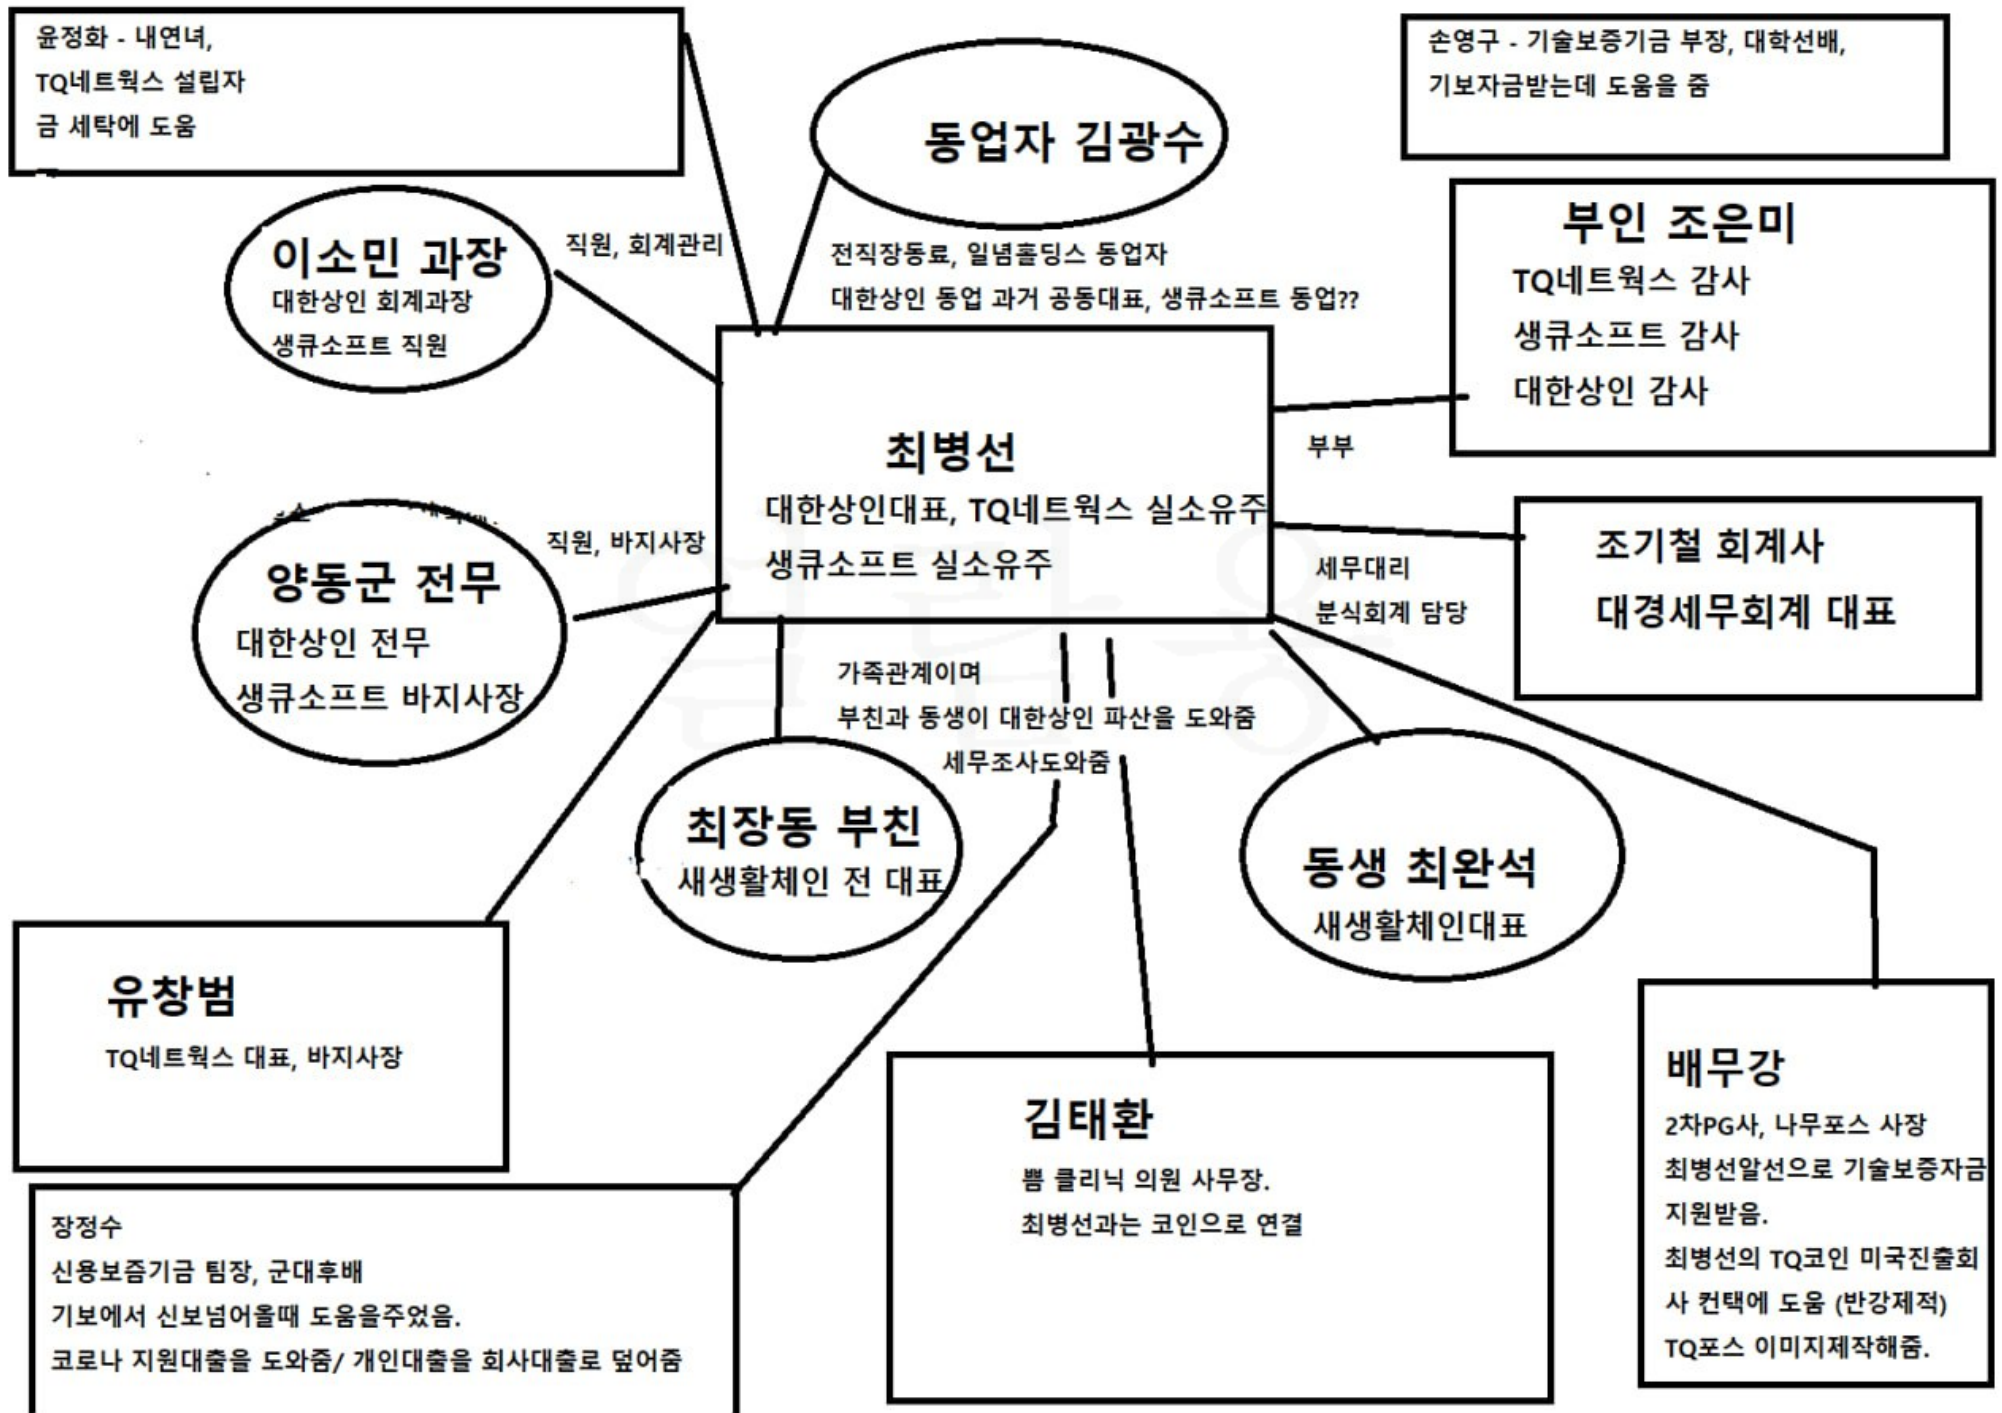 윤정화 - 내연녀,
TQ네트웍스 설립자
금 세탁에 도움
손영구 - 기술보증기금 부장, 대학선배,
기보자금받는데 도움을 줌
동업자 김광수
전직장동료, 일념홀딩스 동업자
대한상인 동업 과거 공동대표, 생큐소프트 동업??
이소민 과장
대한상인 회계과장
생큐소프트 직원
직원, 회계관리
부인 조은미
TQ네트웍스 감사
생큐소프트 감사
대한상인 감사
부부
최병선
대한상인대표, TQ네트웍스 실소유주
생큐소프트 실소유주
양동군 전무
대한상인 전무
생큐소프트 바지사장
직원, 바지사장
조기철 회계사
대경세무회계 대표
세무대리
분식회계 담당
가족관계이며
부친과 동생이 대한상인 파산을 도와줌
세무조사도와줌
최장동 부친
새생활체인 전 대표
동생 최완석
새생활체인대표
유창범
TQ네트웍스 대표, 바지사장
김태환
쁨 클리닉 의원 사무장.
최병선과는 코인으로 연결
배무강
2차PG사, 나무포스 사장
최병선알선으로 기술보증자금
지원받음.
최병선의 TQ코인 미국진출회
사 컨택에 도움 (반강제적)
TQ포스 이미지제작해줌.
장정수
신용보즘기금 팀장, 군대후배
기보에서 신보넘어올때 도움을주었음.
코로나 지원대출을 도와줌/ 개인대출을 회사대출로 덮어줌
열람용